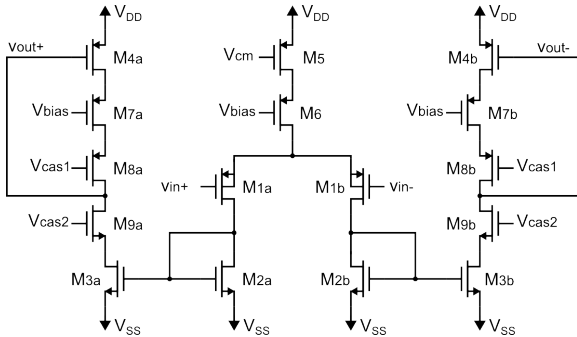 VDD VDD VDD
vout+ M4a Vcm M5 M4b vout-
Vbias M7a Vbias M6 Vbias M7b
Vcas1 M8a M8b Vcas1
vin+ M1a M1b vin-
Vcas2 M9a M9b Vcas2
M3a M2a M2b M3b
VSS VSS VSS VSS